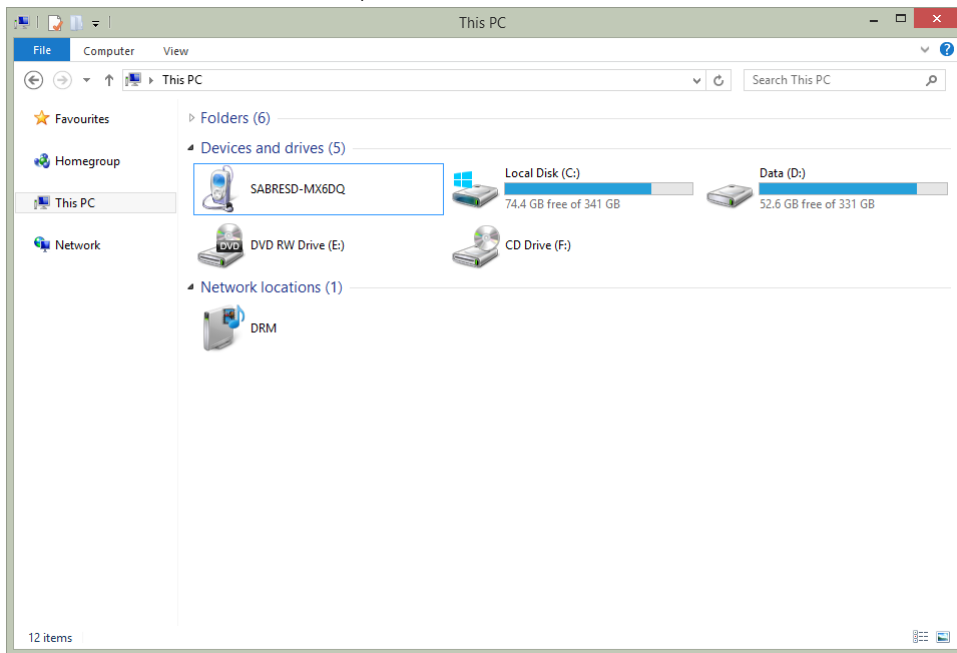 This PC
File Computer View
This PC Search This PC
Favourites
Homegroup
This PC
Network
Folders (6)
Devices and drives (5)
SABRESD-MX6DQ
Local Disk (C:)
74.4 GB free of 341 GB
Data (D:)
52.6 GB free of 331 GB
DVD
DVD RW Drive (E:)
CD Drive (F:)
Network locations (1)
DRM
12 items